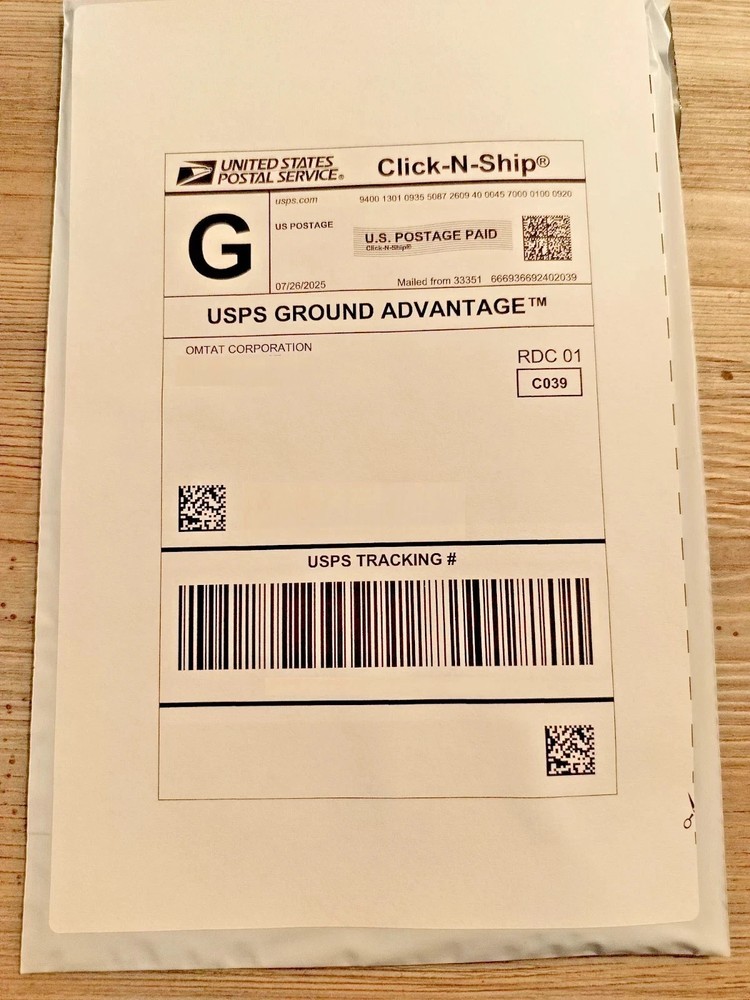 UNITED STATES
POSTAL SERVICE®
Click-N-Ship®
G
usps.com
9400 1301 0935 5087 2609 40 0045 7000 0100 0920
US POSTAGE
U.S. POSTAGE PAID
Click-N-Ship®
07/26/2025
Mailed from 33351 666936692402039
USPS GROUND ADVANTAGE™
OMTAT CORPORATION
RDC 01
C039
USPS TRACKING #